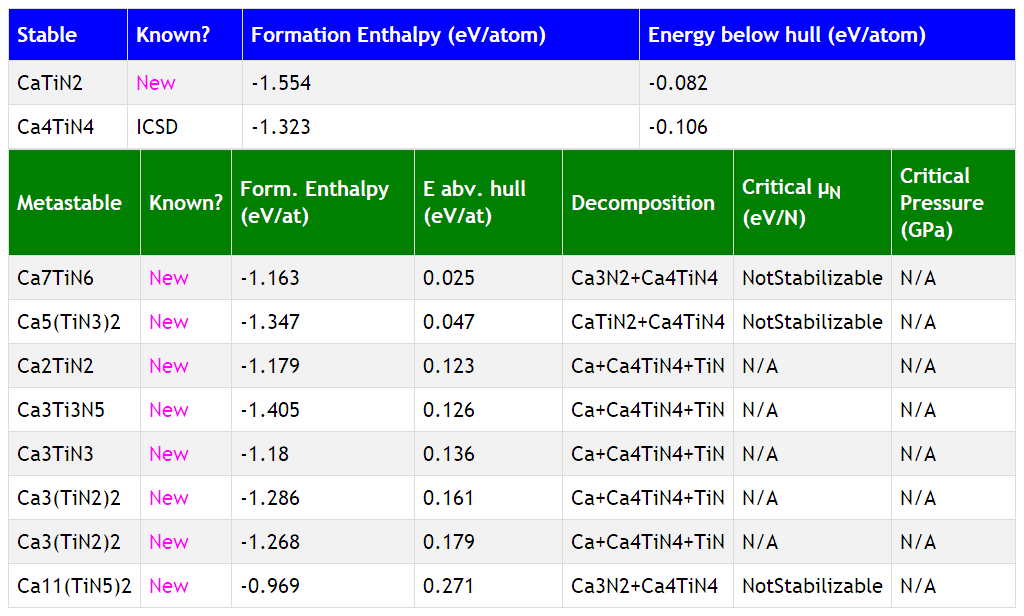 Stable Known? Formation Enthalpy (eV/atom) Energy below hull (eV/atom)
CaTiN2 New -1.554 -0.082
Ca4TiN4 ICSD -1.323 -0.106
Metastable Known? Form. Enthalpy (eV/at) E abv. hull (eV/at) Decomposition Critical μN (eV/N) Critical Pressure (GPa)
Ca7TiN6 New -1.163 0.025 Ca3N2+Ca4TiN4 NotStabilizable N/A
Ca5(TiN3)2 New -1.347 0.047 CaTiN2+Ca4TiN4 NotStabilizable N/A
Ca2TiN2 New -1.179 0.123 Ca+Ca4TiN4+TiN N/A N/A
Ca3Ti3N5 New -1.405 0.126 Ca+Ca4TiN4+TiN N/A N/A
Ca3TiN3 New -1.18 0.136 Ca+Ca4TiN4+TiN N/A N/A
Ca3(TiN2)2 New -1.286 0.161 Ca+Ca4TiN4+TiN N/A N/A
Ca3(TiN2)2 New -1.268 0.179 Ca+Ca4TiN4+TiN N/A N/A
Ca11(TiN5)2 New -0.969 0.271 Ca3N2+Ca4TiN4 NotStabilizable N/A